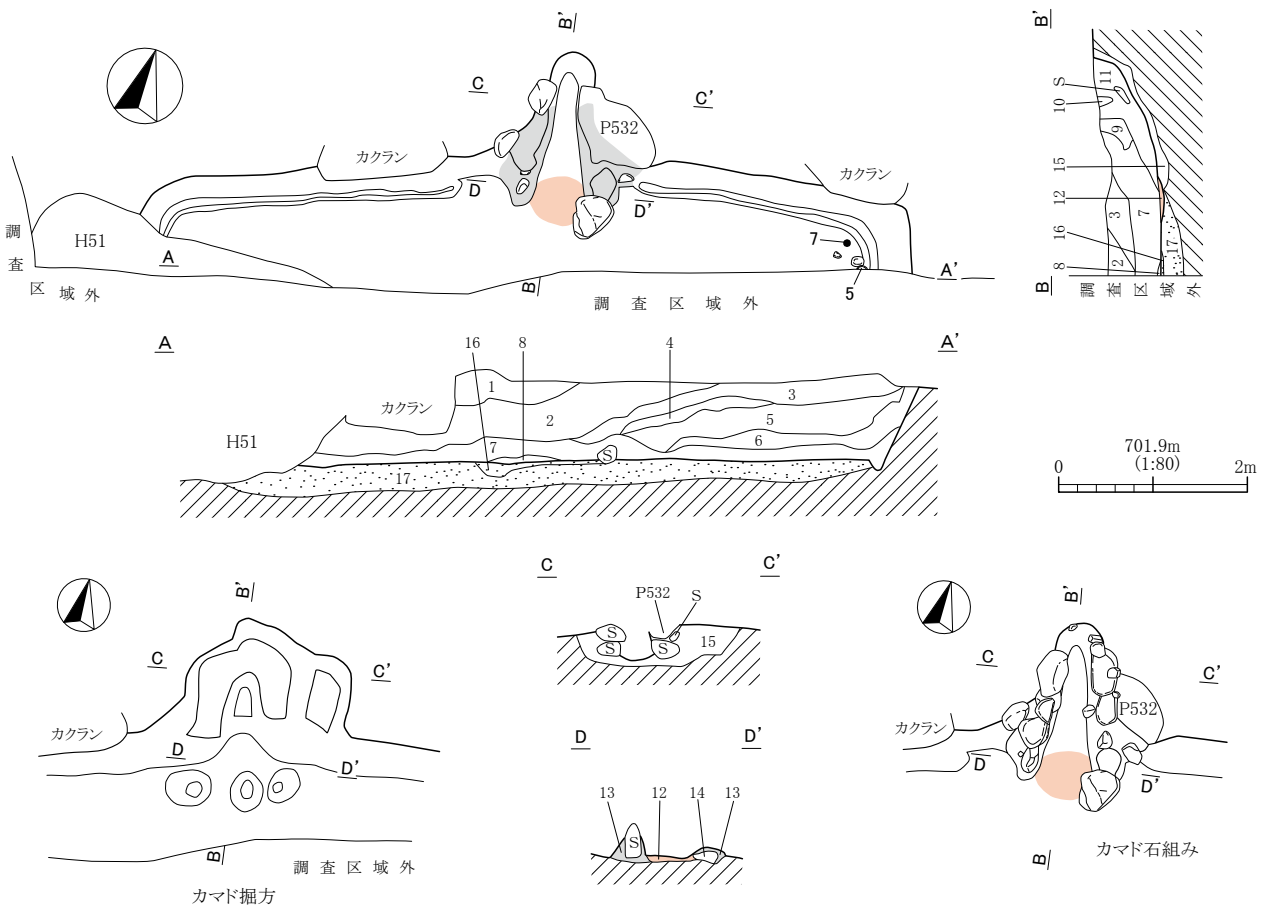 B'
C
C'
P532
カクラン
カクラン
D
D'
H51
調査区域外
A
7
5
A'
B
調査区域外
B'
S
10
11
9
15
12
3
7
16
17
8
2
B
調査区域外
A
A'
16
8
4
1
3
カクラン
2
5
H51
6
7
S
17
701.9m
(1:80)
0
2m
B'
C
C'
カクラン
D
D'
B
調査区域外
カマド掘方
C
C'
P532
S
S
S
S
15
D
D'
13
12
14
13
S
B'
C
C'
P532
カクラン
D
D'
B
カマド石組み